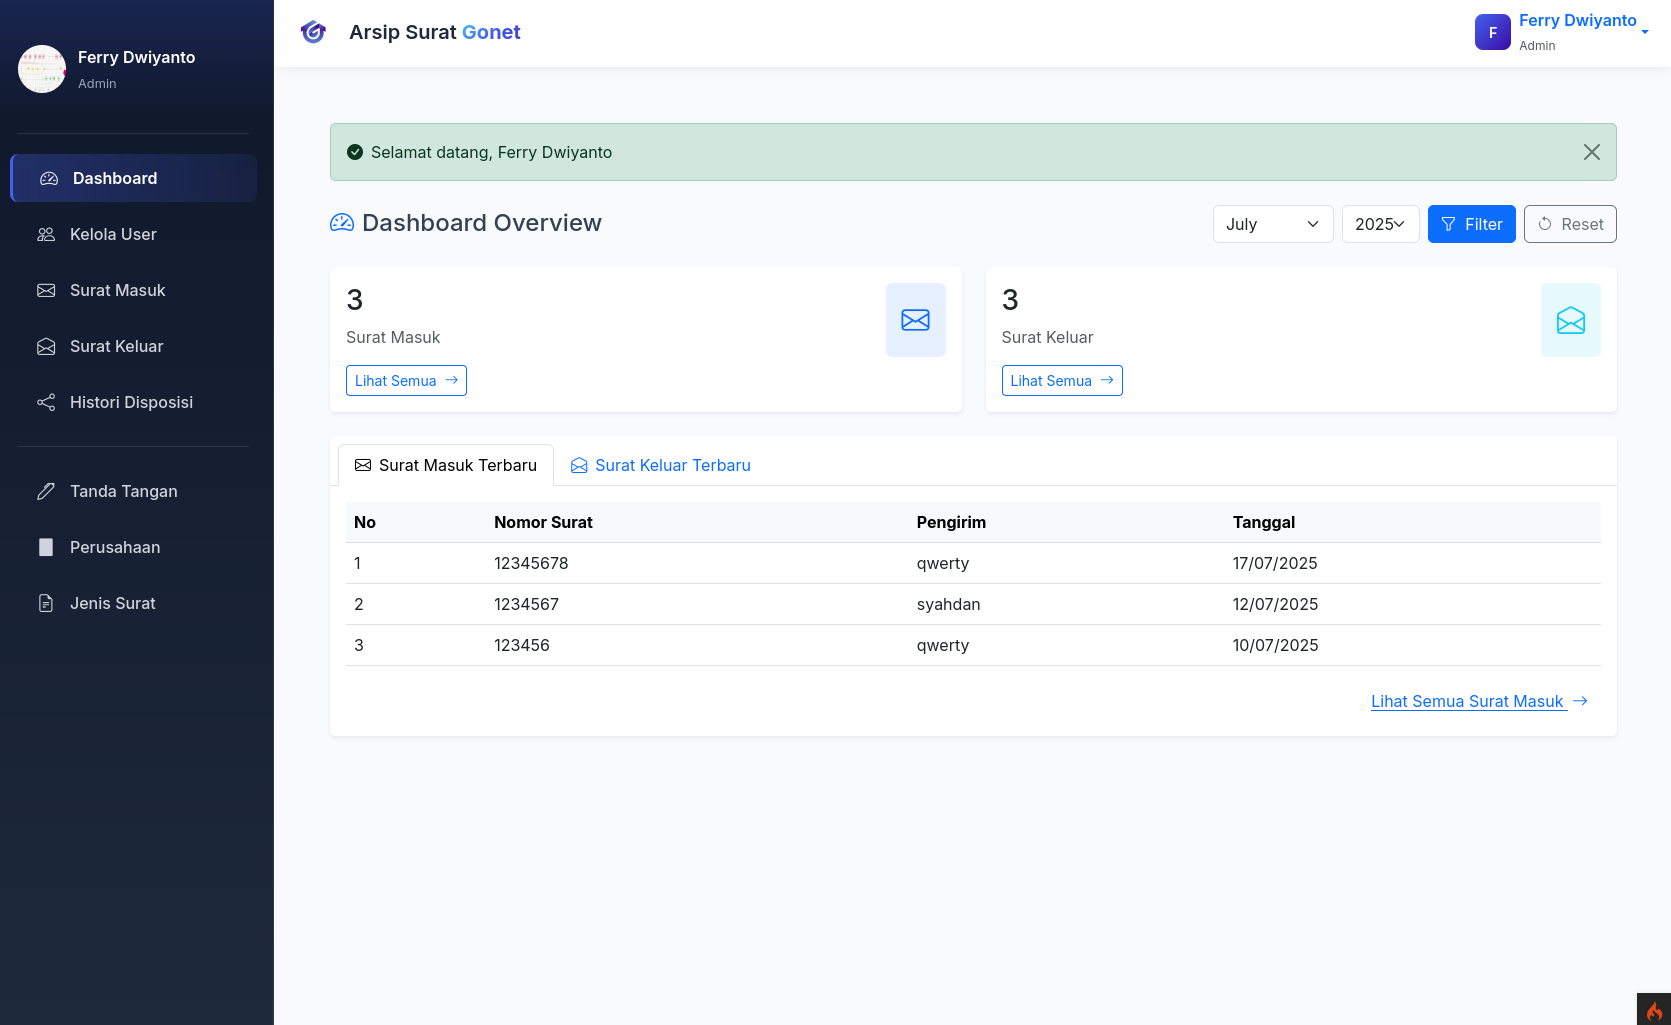 Ferry Dwiyanto
Admin
Dashboard
Kelola User
Surat Masuk
Surat Keluar
Histori Disposisi
Tanda Tangan
Perusahaan
Jenis Surat
Arsip Surat Gonet
F
Ferry Dwiyanto
Admin
Selamat datang, Ferry Dwiyanto
Dashboard Overview
July
2025
Filter
Reset
3
Surat Masuk
Lihat Semua
3
Surat Keluar
Lihat Semua
Surat Masuk Terbaru
Surat Keluar Terbaru
No Nomor Surat Pengirim Tanggal
1 12345678 qwerty 17/07/2025
2 1234567 syahdan 12/07/2025
3 123456 qwerty 10/07/2025
Lihat Semua Surat Masuk